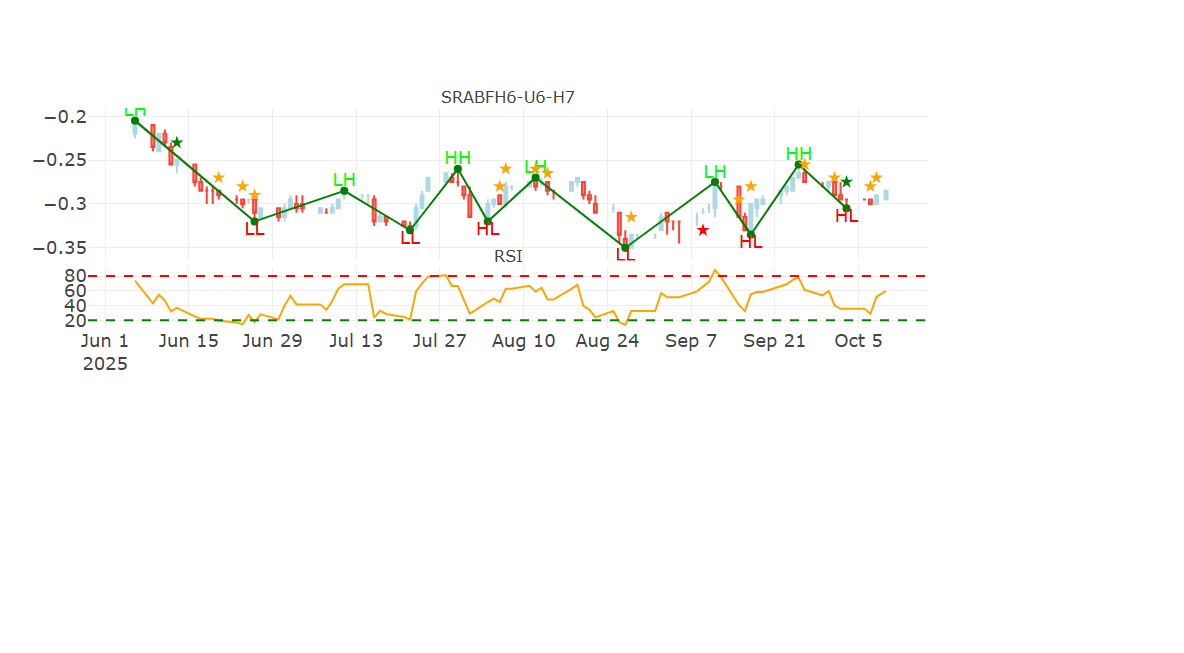 SRABFH6-U6-H7
−0.2
−0.25
−0.3
−0.35
LH
LL
LH
LL
HH
HL
LH
LL
LH
HL
HH
HL
RSI
80
60
40
20
Jun 1
2025
Jun 15
Jun 29
Jul 13
Jul 27
Aug 10
Aug 24
Sep 7
Sep 21
Oct 5